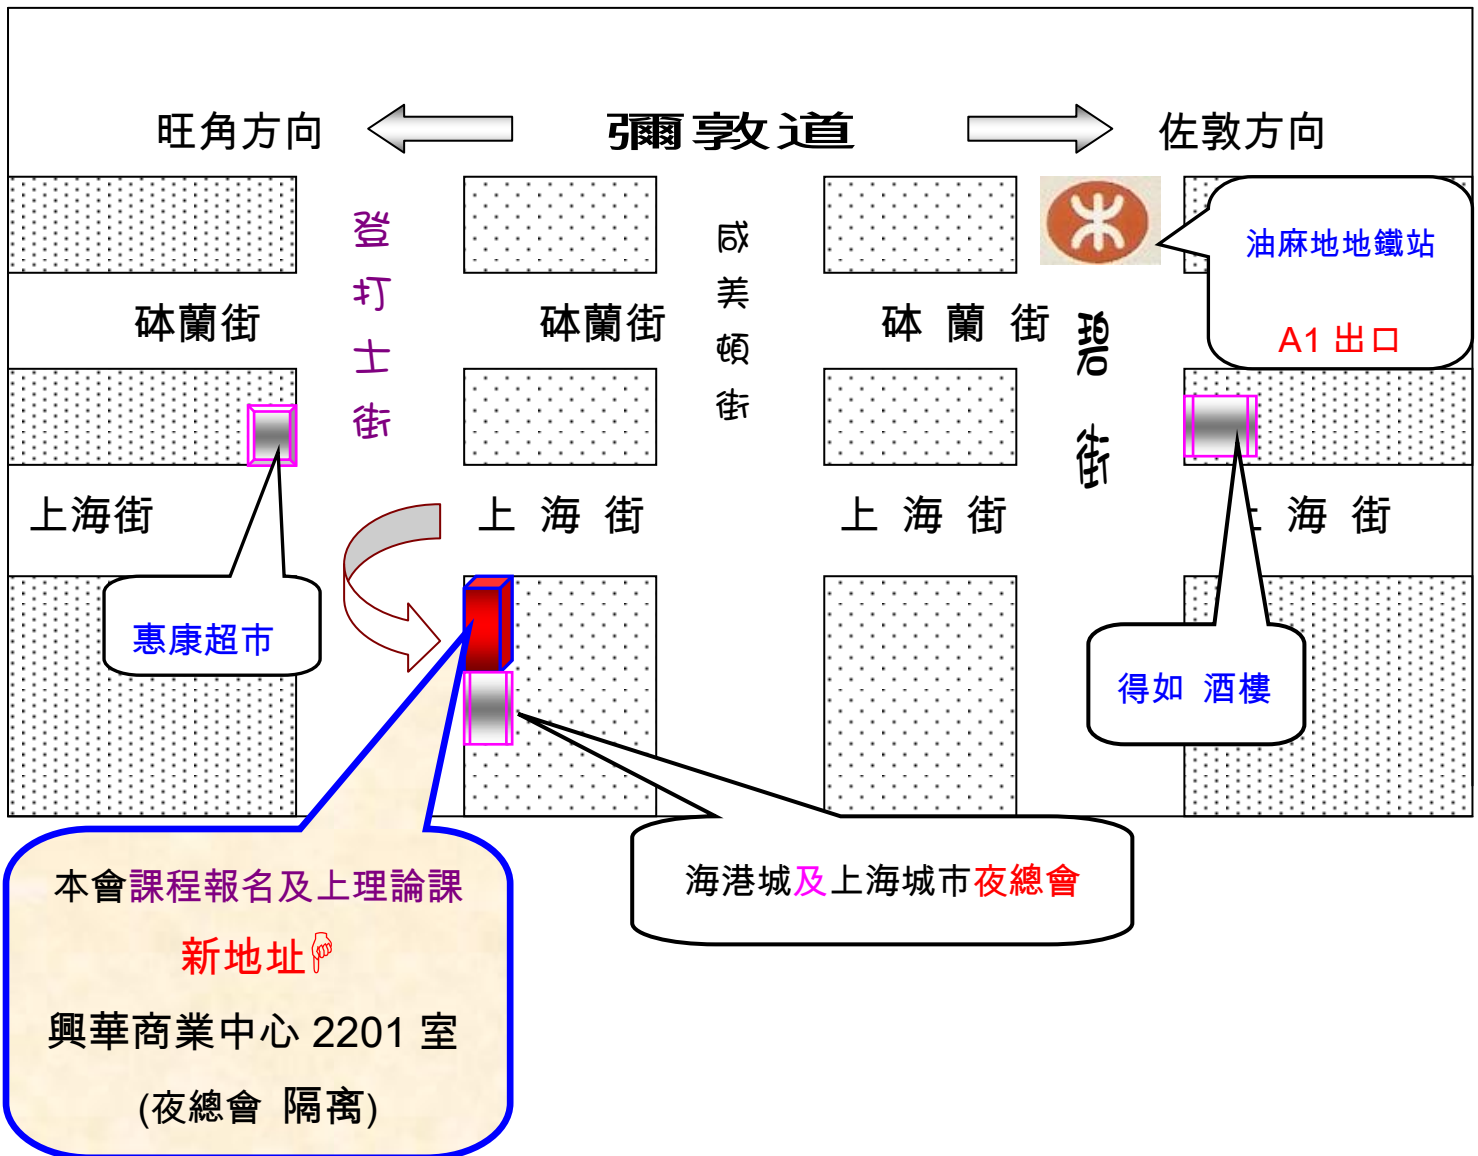 旺角方向
彌敦道
佐敦方向
登打士街
咸美頓街
油麻地地鐵站
A1 出口
砵蘭街
砵蘭街
砵 蘭 街
碧街
上海街
上 海 街
上 海 街
上 海 街
惠康超市
得如 酒樓
海港城及上海城市夜總會
本會課程報名及上理論課
新地址
興華商業中心 2201 室
(夜總會 隔离)